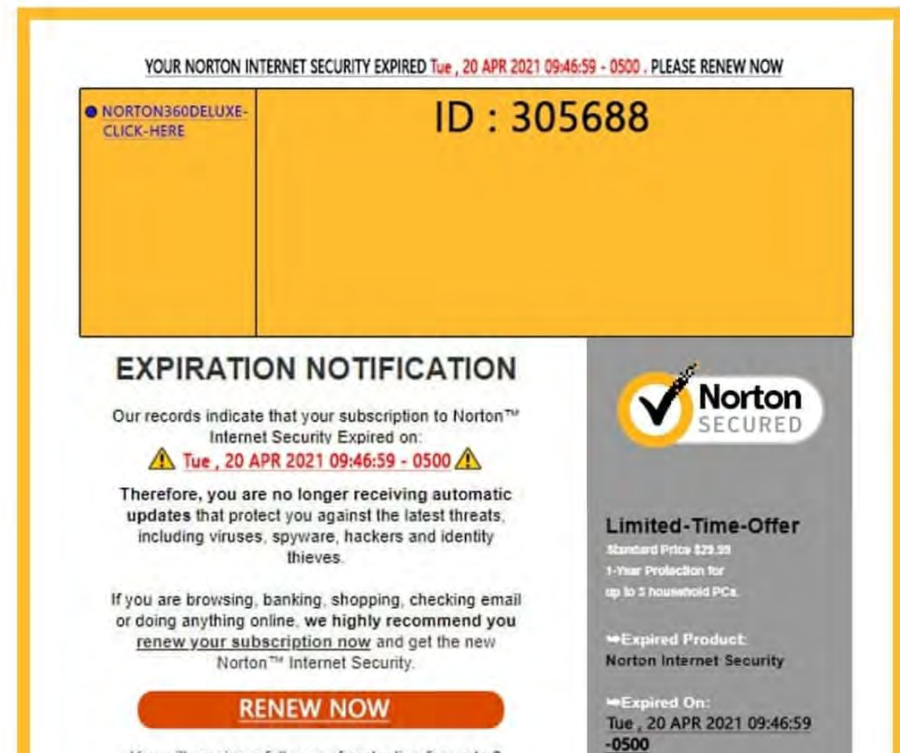 YOUR NORTON INTERNET SECURITY EXPIRED Tue , 20 APR 2021 09:46:59 - 0500 . PLEASE RENEW NOW
NORTON360DELUXE-
CLICK-HERE
ID : 305688
EXPIRATION NOTIFICATION
Our records indicate that your subscription to Norton™
Internet Security Expired on:
Tue , 20 APR 2021 09:46:59 - 0500
Therefore, you are no longer receiving automatic
updates that protect you against the latest threats,
including viruses, spyware, hackers and identity
thieves.
If you are browsing, banking, shopping, checking email
or doing anything online, we highly recommend you
renew your subscription now and get the new
Norton™ Internet Security.
RENEW NOW
Norton
SECURED
Limited-Time-Offer
Standard Price $29.99
1-Year Protection for
up to 3 household PCs.
➥Expired Product:
Norton Internet Security
➥Expired On:
Tue , 20 APR 2021 09:46:59
-0500